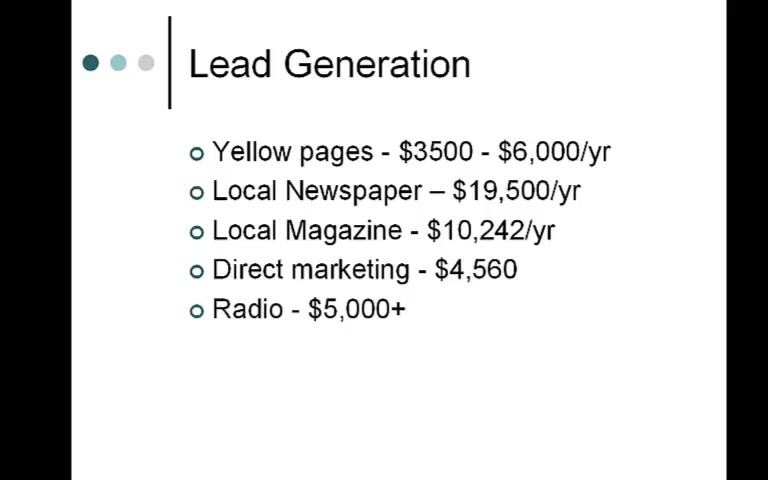 Lead Generation
Yellow pages - $3500 - $6,000/yr
Local Newspaper – $19,500/yr
Local Magazine - $10,242/yr
Direct marketing - $4,560
Radio - $5,000+